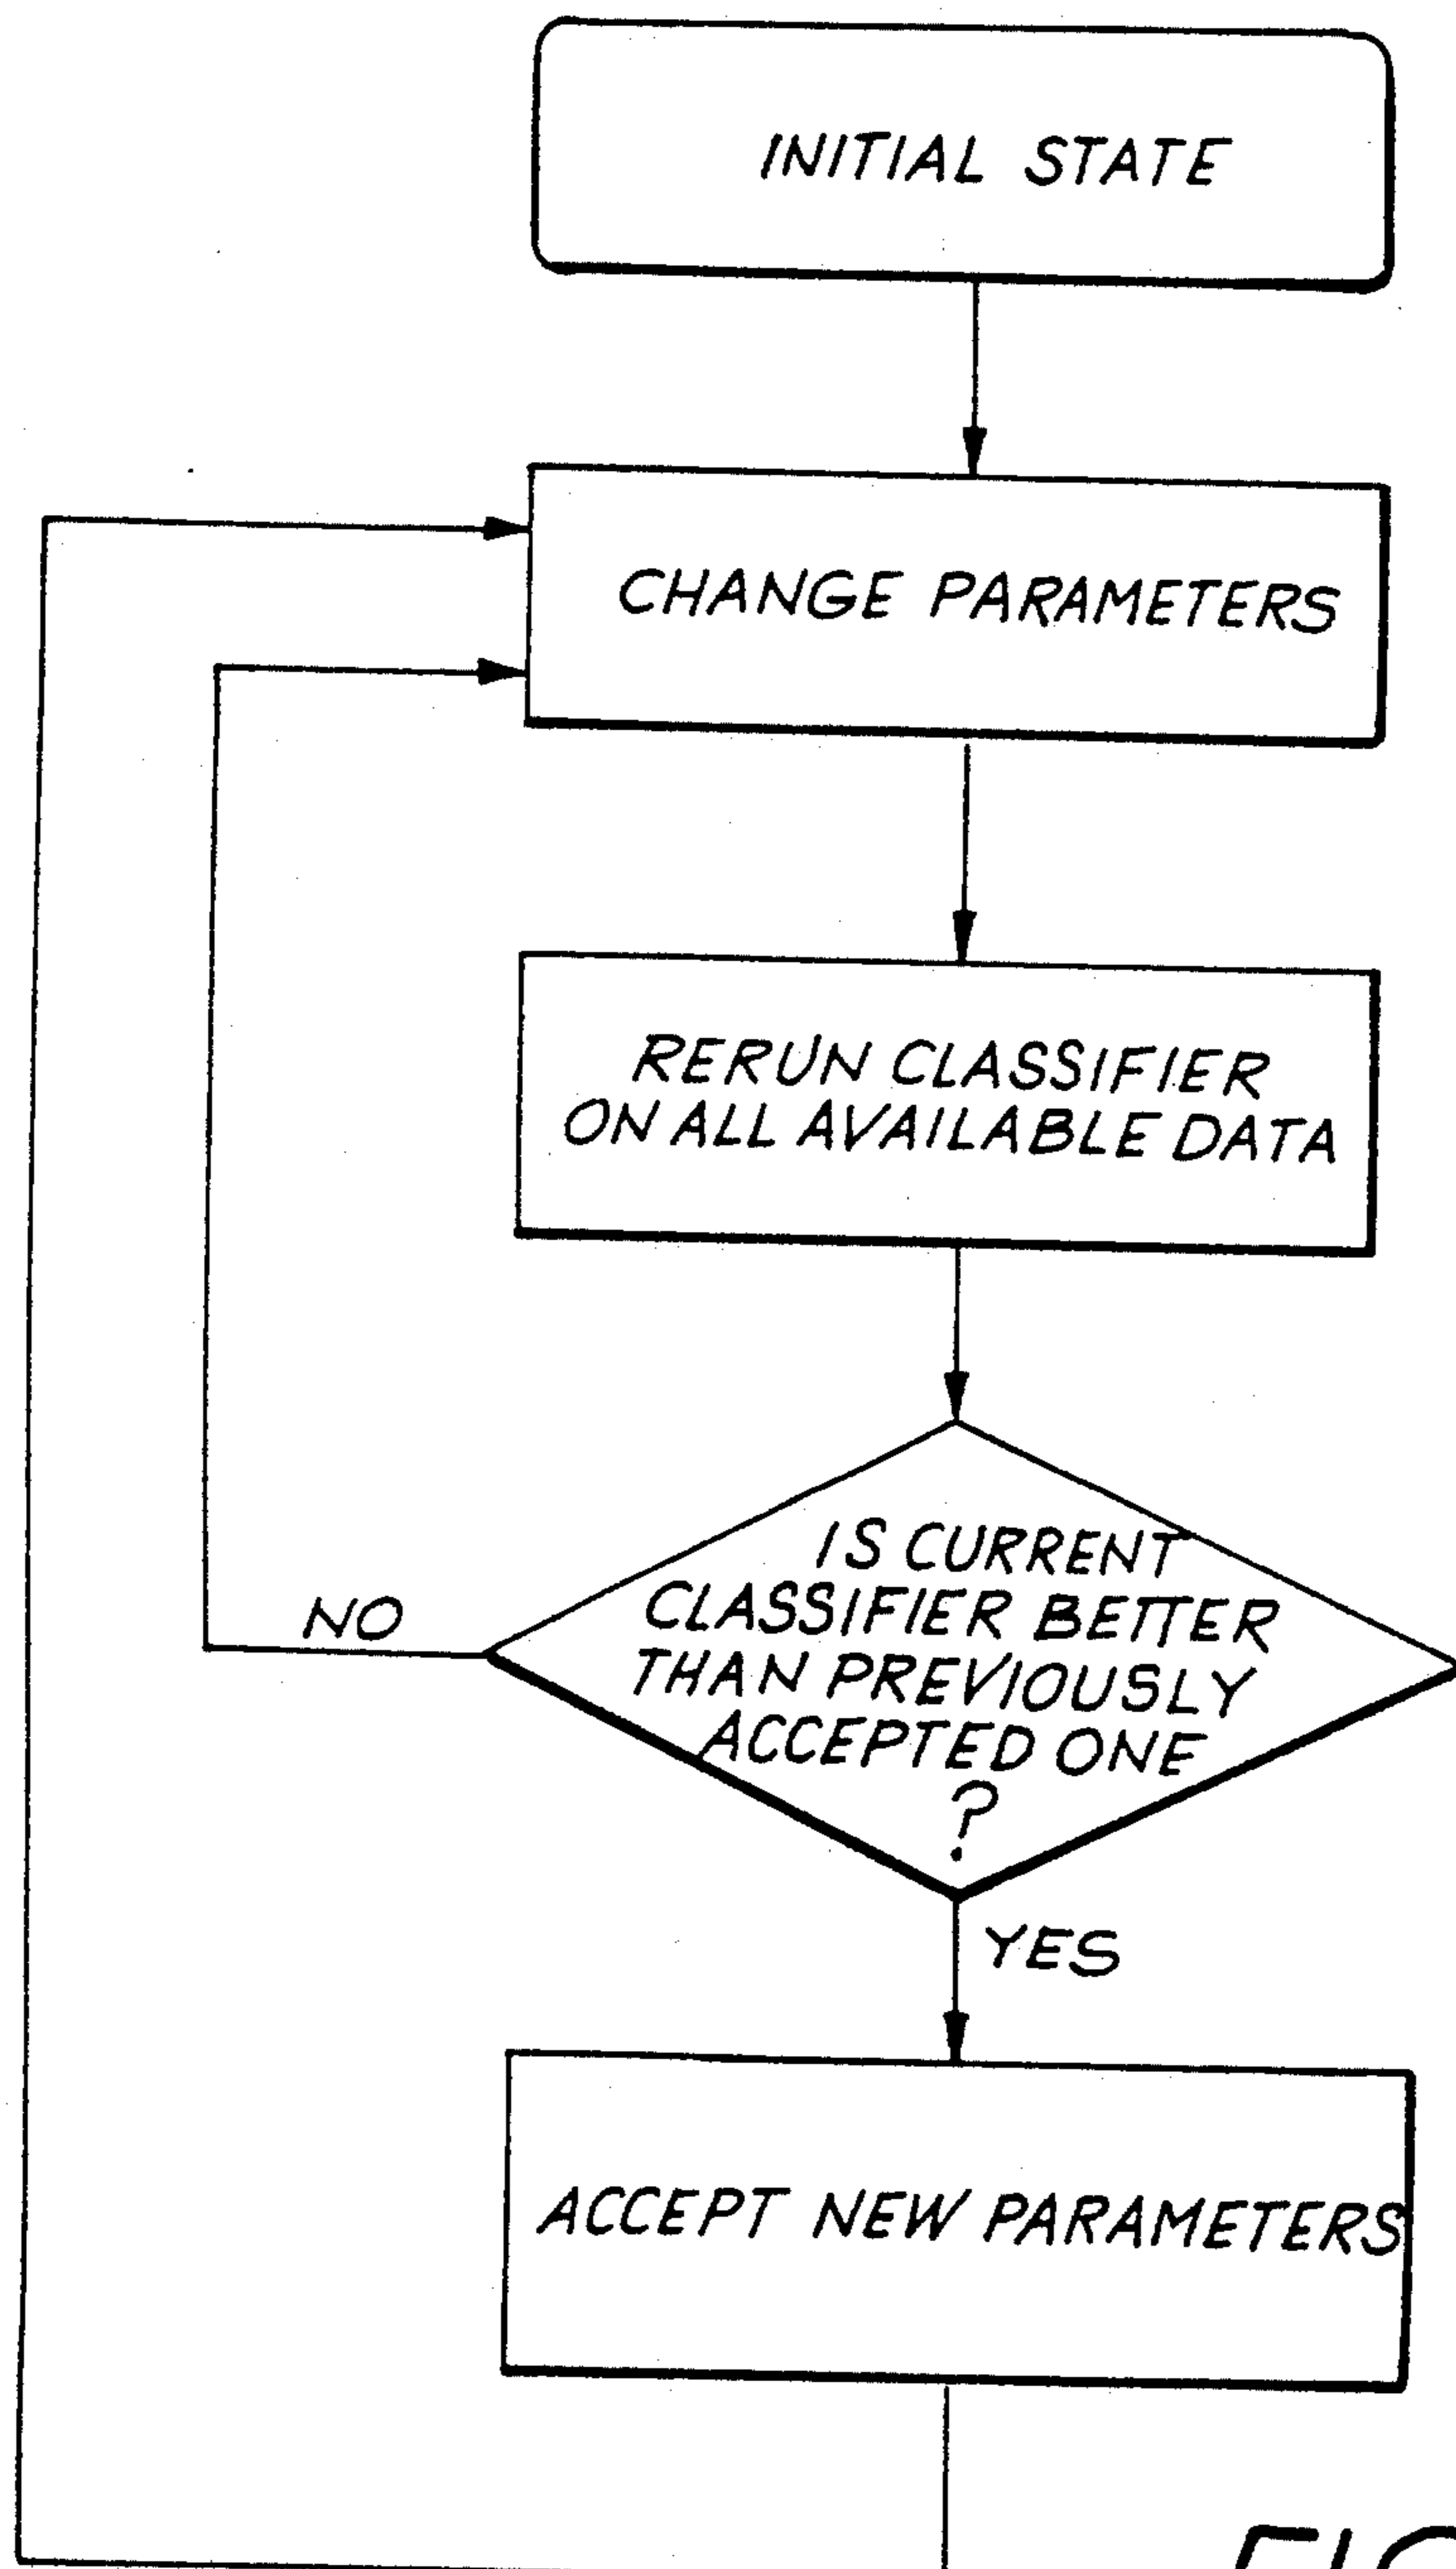 INITIAL STATE
CHANGE PARAMETERS
RERUN CLASSIFIER
ON ALL AVAILABLE DATA
IS CURRENT
CLASSIFIER BETTER
THAN PREVIOUSLY
ACCEPTED ONE
?
NO
YES
ACCEPT NEW PARAMETERS